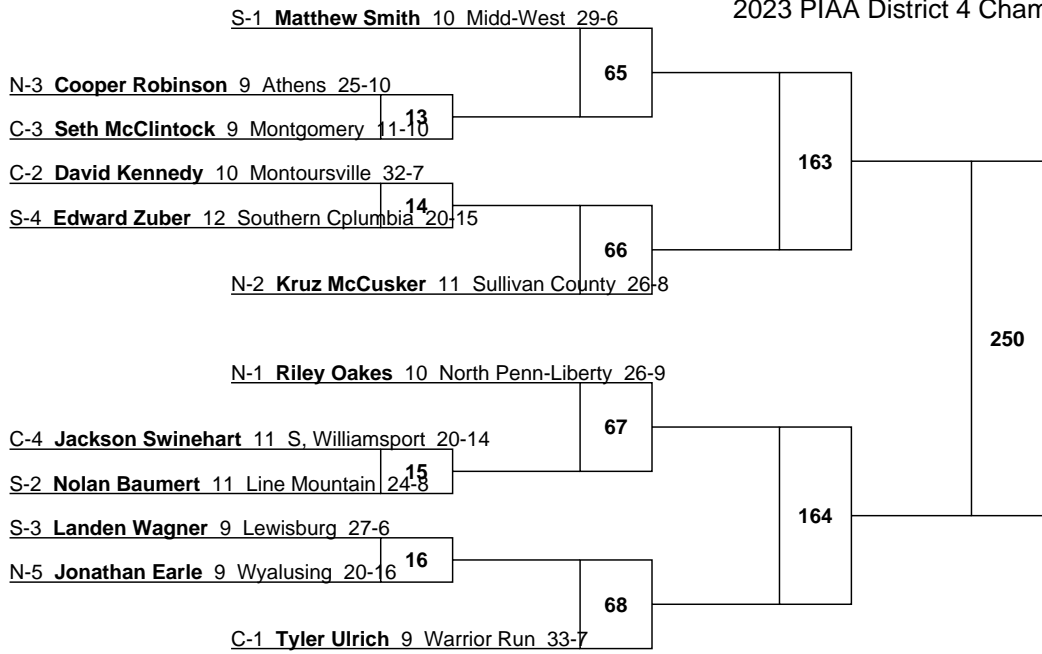 2023 PIAA District 4 Cham
S-1 Matthew Smith 10 Midd-West 29-6
65
N-3 Cooper Robinson 9 Athens 25-10
13
C-3 Seth McClintock 9 Montgomery 11-10
163
C-2 David Kennedy 10 Montoursville 32-7
14
S-4 Edward Zuber 12 Southern Cplumbia 20-15
66
N-2 Kruz McCusker 11 Sullivan County 26-8
250
N-1 Riley Oakes 10 North Penn-Liberty 26-9
67
C-4 Jackson Swinehart 11 S, Williamsport 20-14
15
S-2 Nolan Baumert 11 Line Mountain 24-8
164
S-3 Landen Wagner 9 Lewisburg 27-6
16
N-5 Jonathan Earle 9 Wyalusing 20-16
68
C-1 Tyler Ulrich 9 Warrior Run 33-7